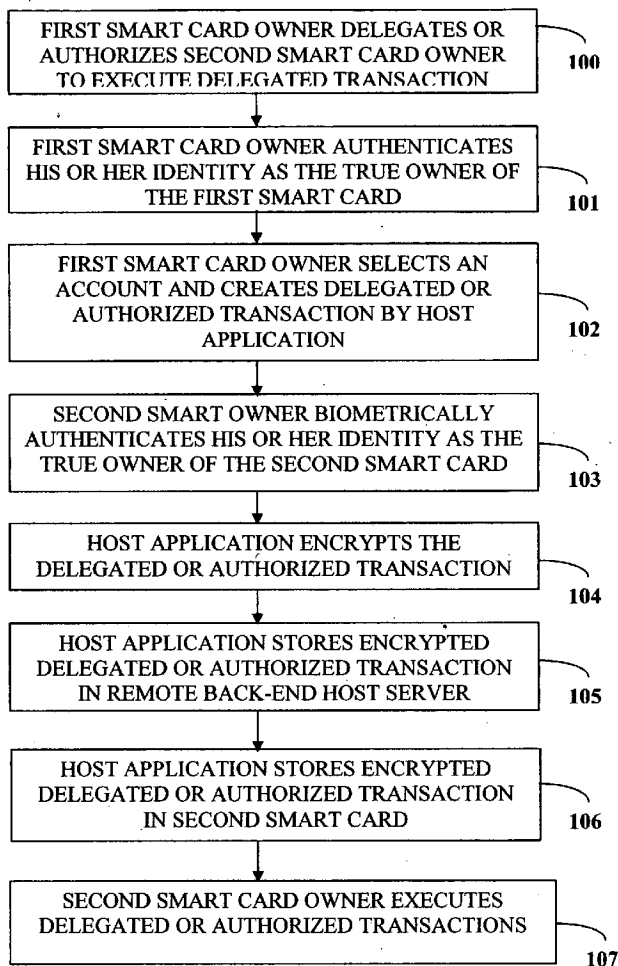 FIRST SMART CARD OWNER DELEGATES OR
AUTHORIZES SECOND SMART CARD OWNER
TO EXECUTE DELEGATED TRANSACTION
100
FIRST SMART CARD OWNER AUTHENTICATES
HIS OR HER IDENTITY AS THE TRUE OWNER OF
THE FIRST SMART CARD
101
FIRST SMART CARD OWNER SELECTS AN
ACCOUNT AND CREATES DELEGATED OR
AUTHORIZED TRANSACTION BY HOST
APPLICATION
102
SECOND SMART OWNER BIOMETRICALLY
AUTHENTICATES HIS OR HER IDENTITY AS THE
TRUE OWNER OF THE SECOND SMART CARD
103
HOST APPLICATION ENCRYPTS THE
DELEGATED OR AUTHORIZED TRANSACTION
104
HOST APPLICATION STORES ENCRYPTED
DELEGATED OR AUTHORIZED TRANSACTION
IN REMOTE BACK-END HOST SERVER
105
HOST APPLICATION STORES ENCRYPTED
DELEGATED OR AUTHORIZED TRANSACTION
IN SECOND SMART CARD
106
SECOND SMART CARD OWNER EXECUTES
DELEGATED OR AUTHORIZED TRANSACTIONS
107